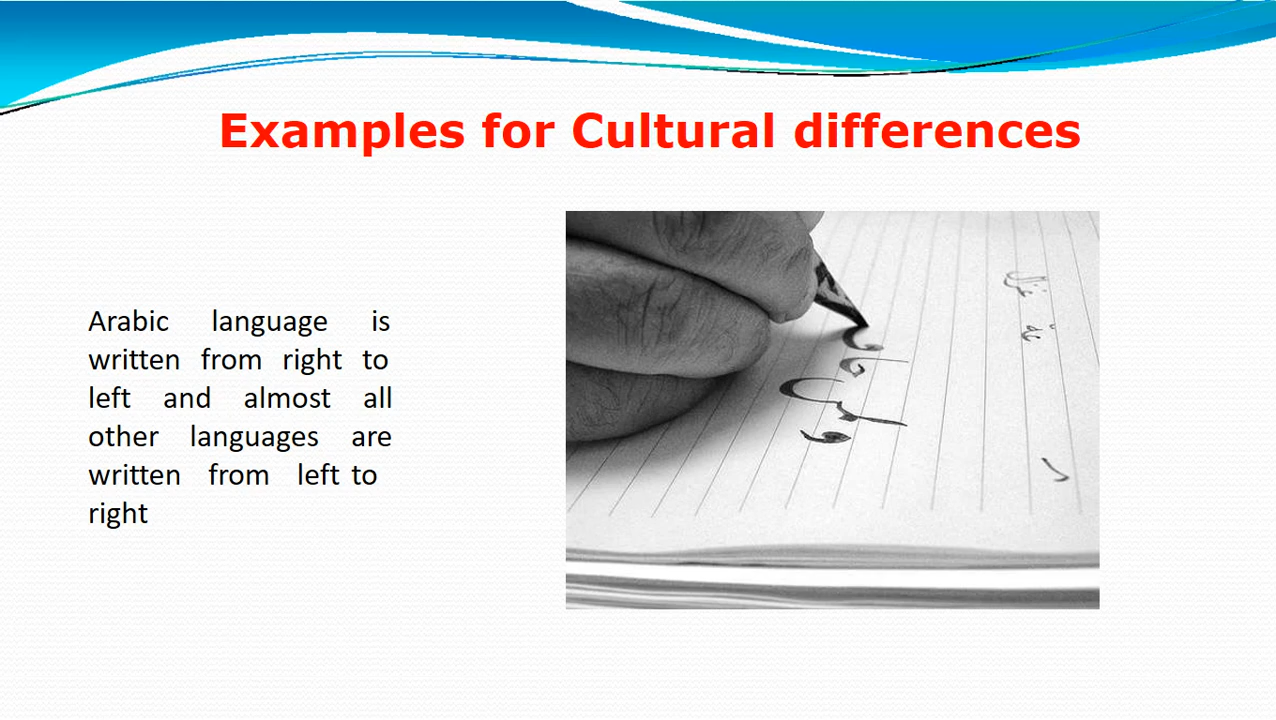 Examples for Cultural differences
Arabic language is
written from right to
left and almost all
other languages are
written from left to
right